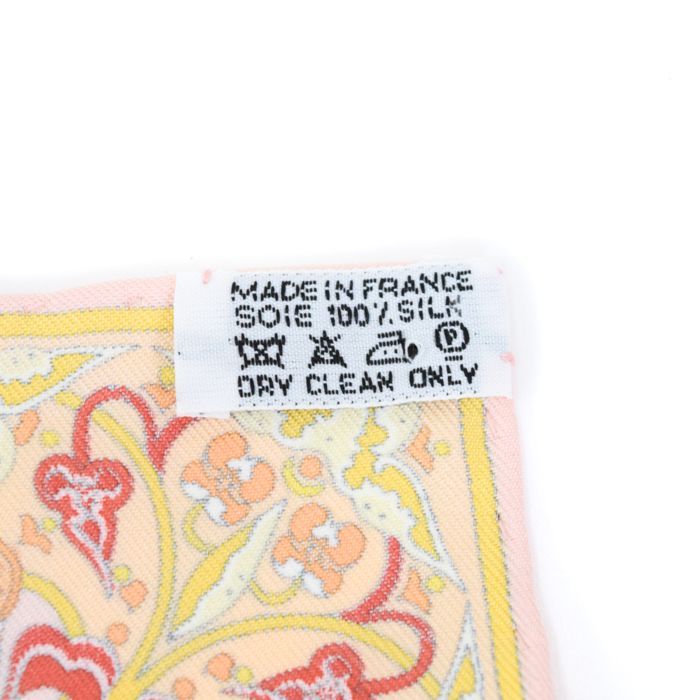 MADE IN FRANCE
SOIE 100% SILK
P
DRY CLEAN ONLY